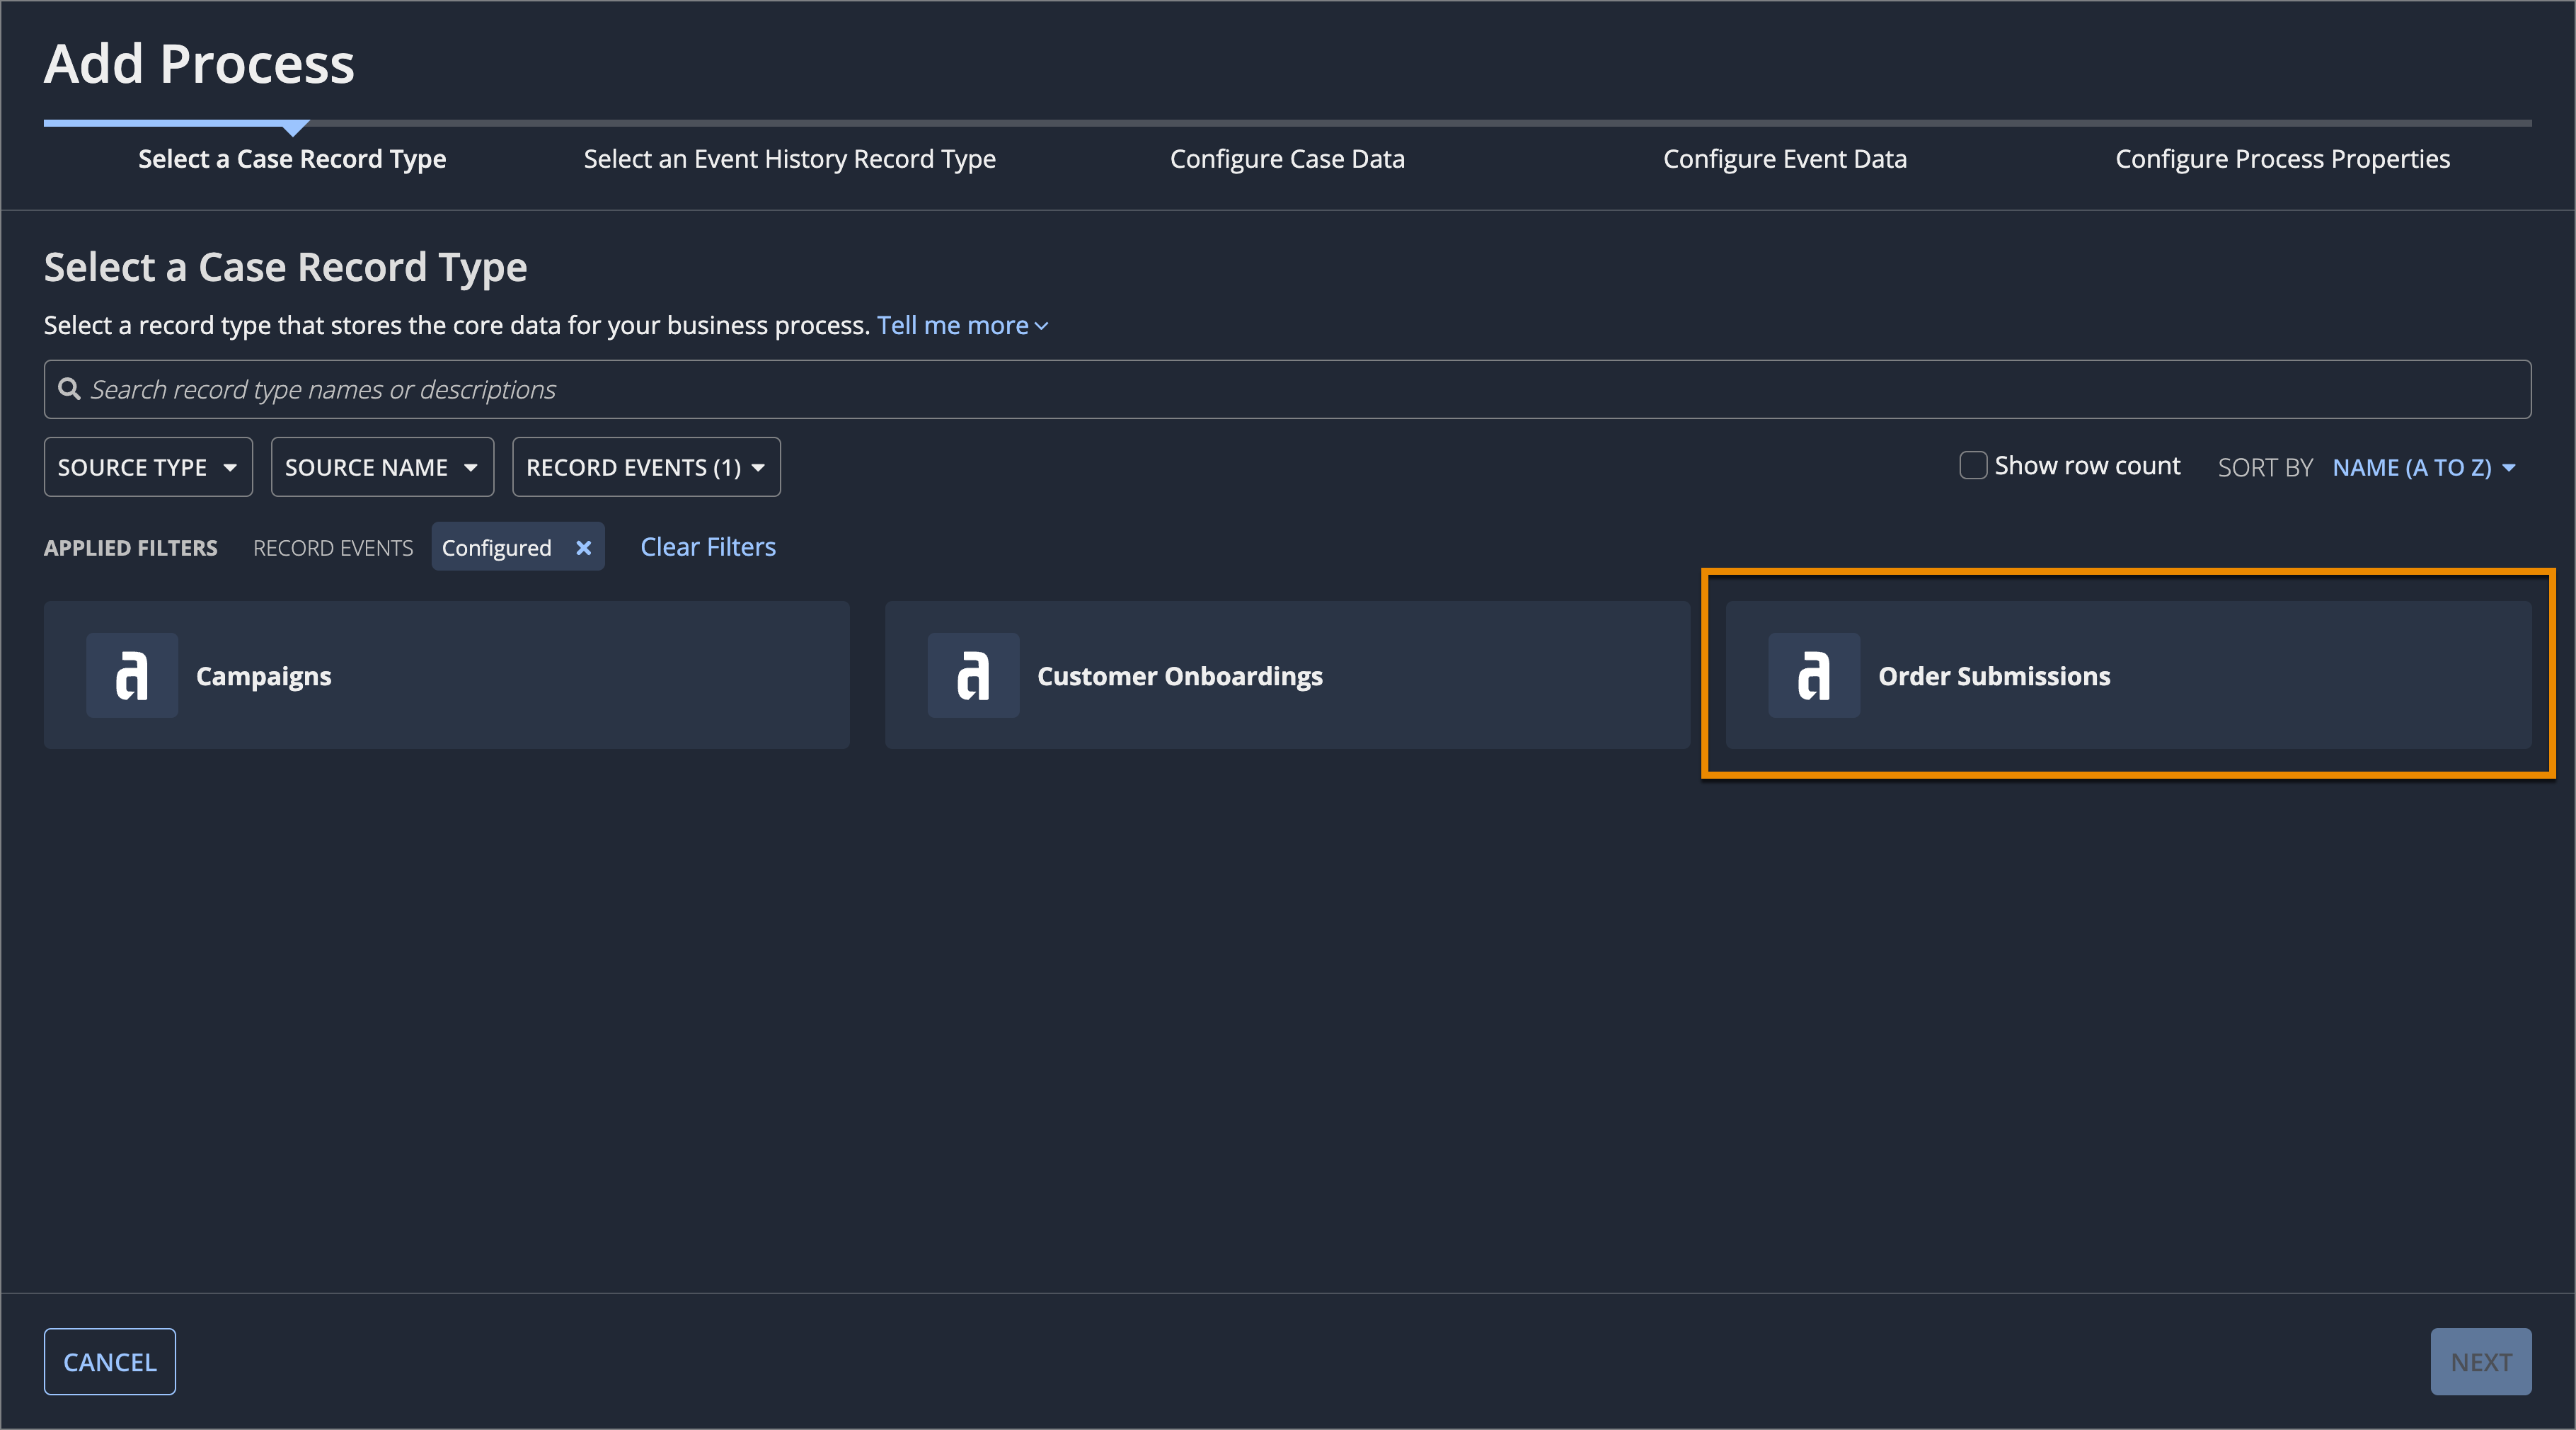 Add Process
Select a Case Record Type
Select an Event History Record Type
Configure Case Data
Configure Event Data
Configure Process Properties
Select a Case Record Type
Select a record type that stores the core data for your business process. Tell me more
Search record type names or descriptions
SOURCE TYPE
SOURCE NAME
RECORD EVENTS (1)
Show row count
SORT BY NAME (A TO Z)
APPLIED FILTERS RECORD EVENTS Configured Clear Filters
a Campaigns
a Customer Onboardings
a Order Submissions
CANCEL
NEXT